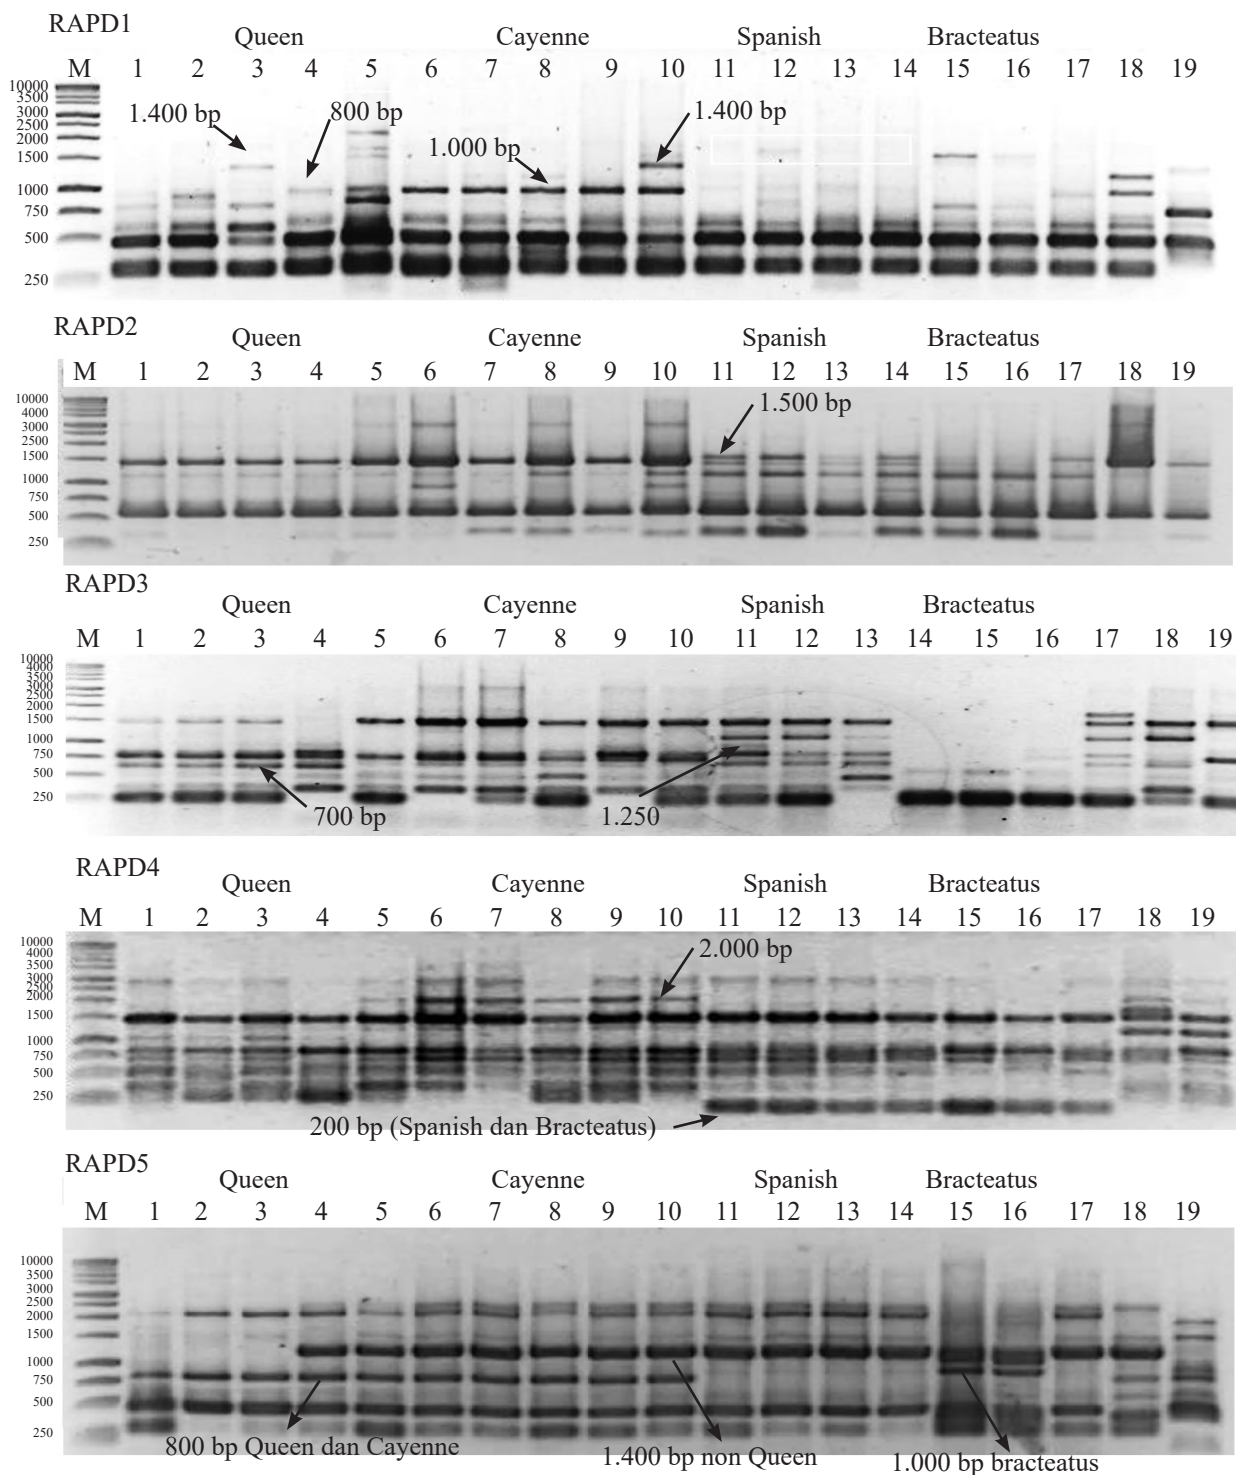 RAPD1
Queen Cayenne Spanish Bracteatus
M 1 2 3 4 5 6 7 8 9 10 11 12 13 14 15 16 17 18 19
10000
3500
3000
2500
2000
1500
1000
750
500
250
1.400 bp
800 bp
1.000 bp
1.400 bp
RAPD2
Queen Cayenne Spanish Bracteatus
M 1 2 3 4 5 6 7 8 9 10 11 12 13 14 15 16 17 18 19
10000
4000
3000
2500
1500
1000
750
500
250
1.500 bp
RAPD3
Queen Cayenne Spanish Bracteatus
M 1 2 3 4 5 6 7 8 9 10 11 12 13 14 15 16 17 18 19
10000
4000
3500
3000
2500
2000
1500
1000
750
500
250
700 bp
1.250
RAPD4
Queen Cayenne Spanish Bracteatus
M 1 2 3 4 5 6 7 8 9 10 11 12 13 14 15 16 17 18 19
10000
4000
3500
3000
2500
2000
1500
1000
750
500
250
2.000 bp
200 bp (Spanish dan Bracteatus)
RAPD5
Queen Cayenne Spanish Bracteatus
M 1 2 3 4 5 6 7 8 9 10 11 12 13 14 15 16 17 18 19
10000
3500
3000
2500
2000
1500
1000
750
500
250
800 bp Queen dan Cayenne
1.400 bp non Queen
1.000 bp bracteatus